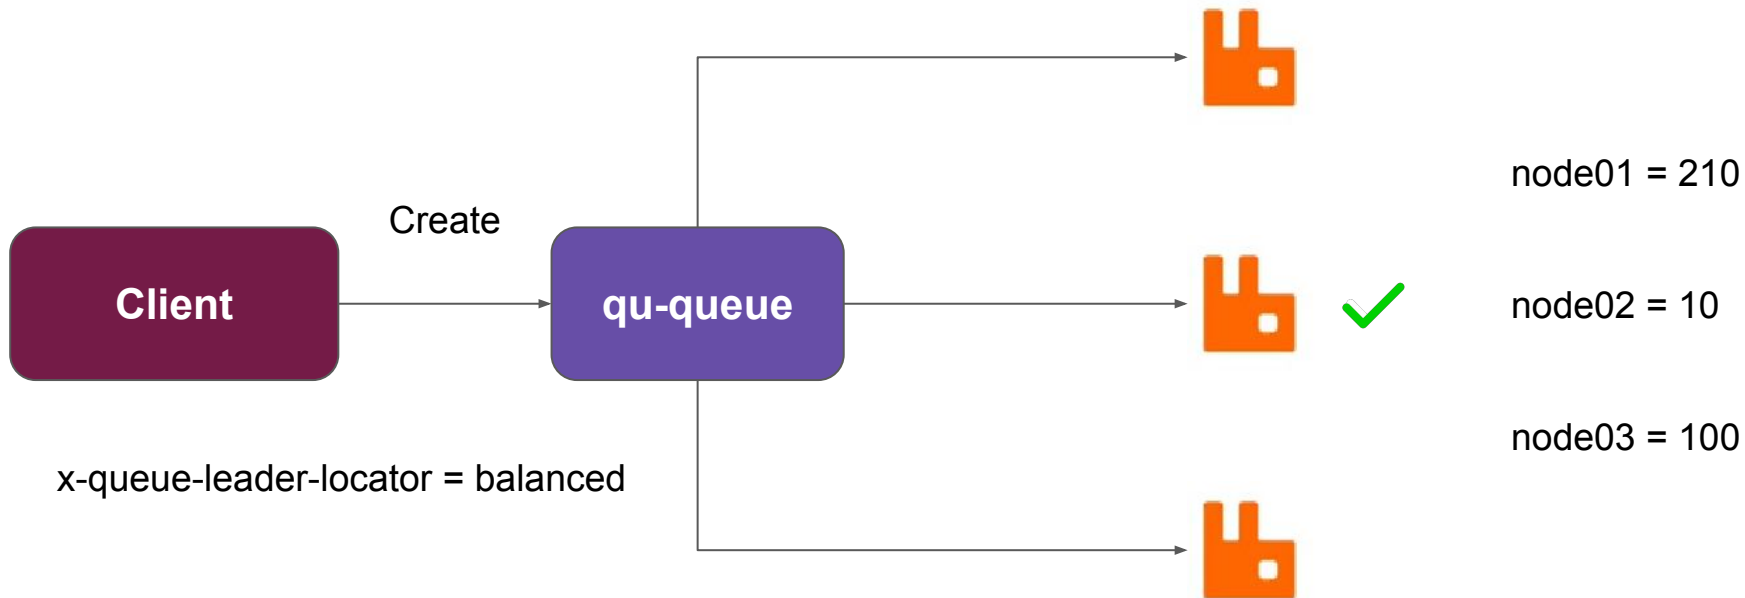 node01 = 210
Create
Client
qu-queue
node02 = 10
node03 = 100
x-queue-leader-locator = balanced